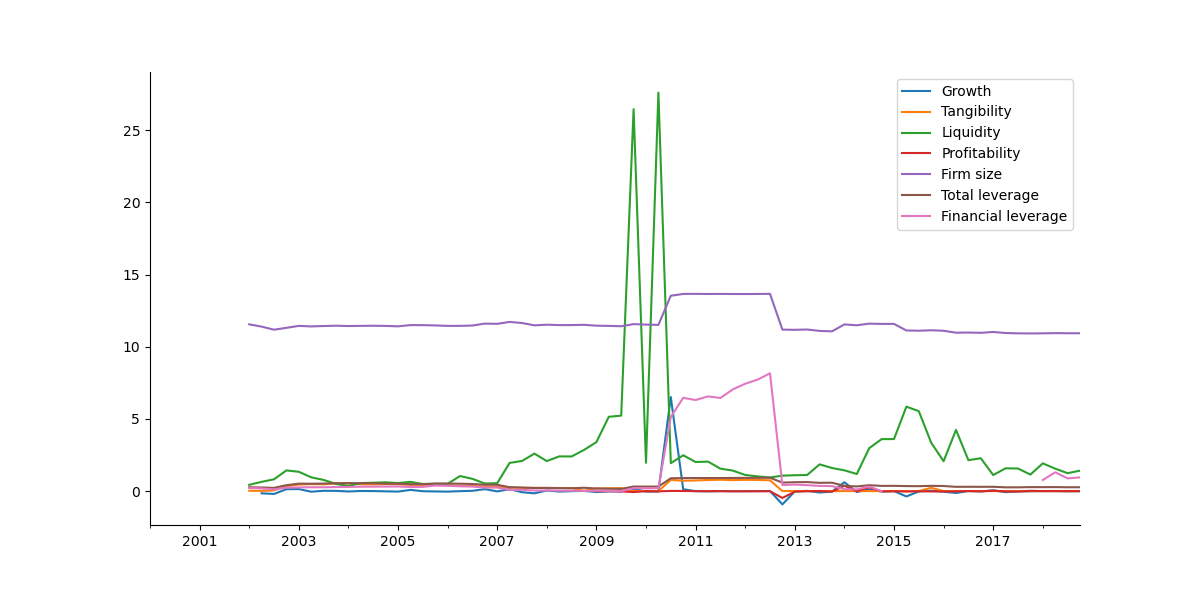 Growth
Tangibility
Liquidity
Profitability
Firm size
Total leverage
Financial leverage
25
20
15
10
5
0
2001 2003 2005 2007 2009 2011 2013 2015 2017